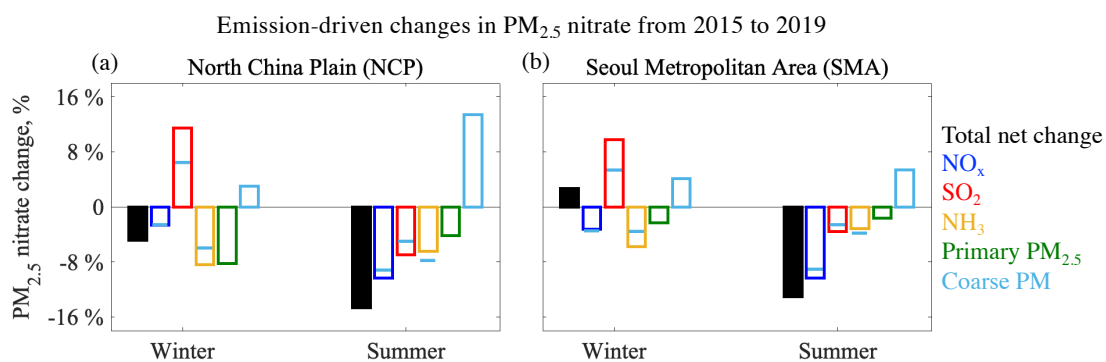 Emission-driven changes in PM2.5 nitrate from 2015 to 2019
(a) North China Plain (NCP)
(b) Seoul Metropolitan Area (SMA)
PM2.5 nitrate change, %
16 %
8 %
0
-8 %
-16 %
Winter
Summer
Winter
Summer
Total net change
NOx
SO2
NH3
Primary PM2.5
Coarse PM